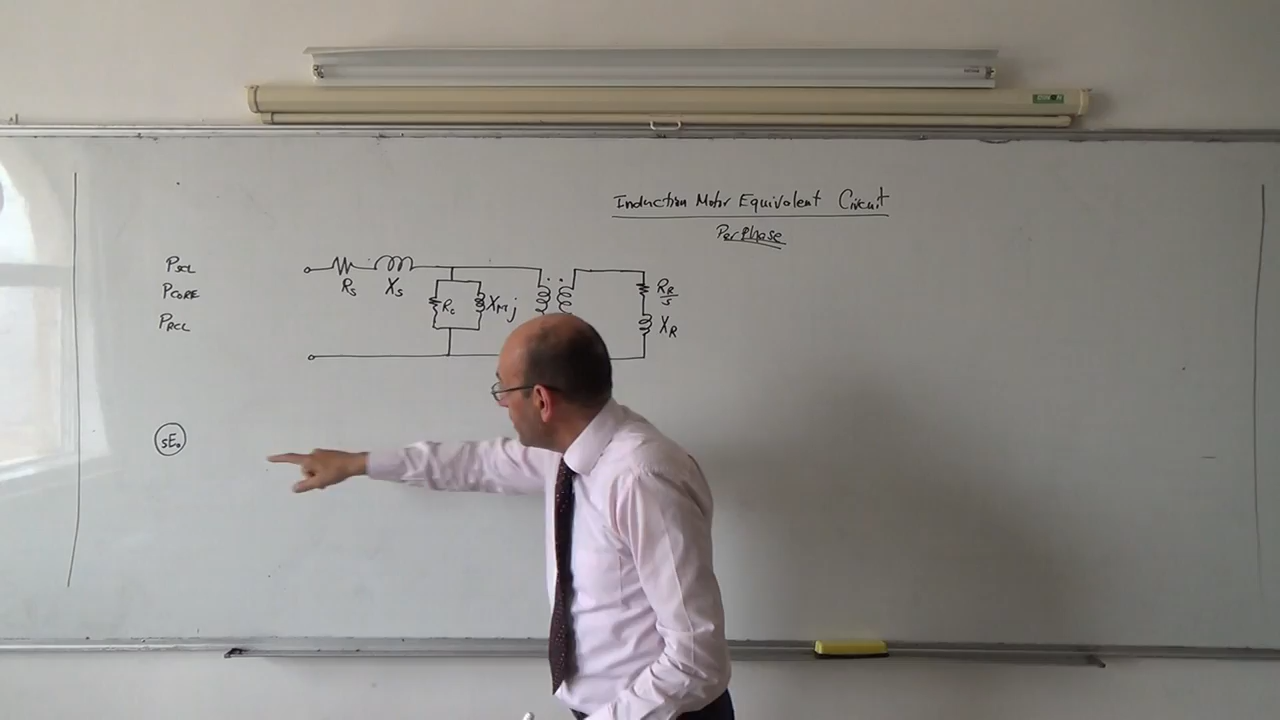 Induction Motor Equivalent Circuit
Per Phase
PSCL
PCORE
PRCL
RS
XS
RC
XM j
RR/S
XR
SE₀